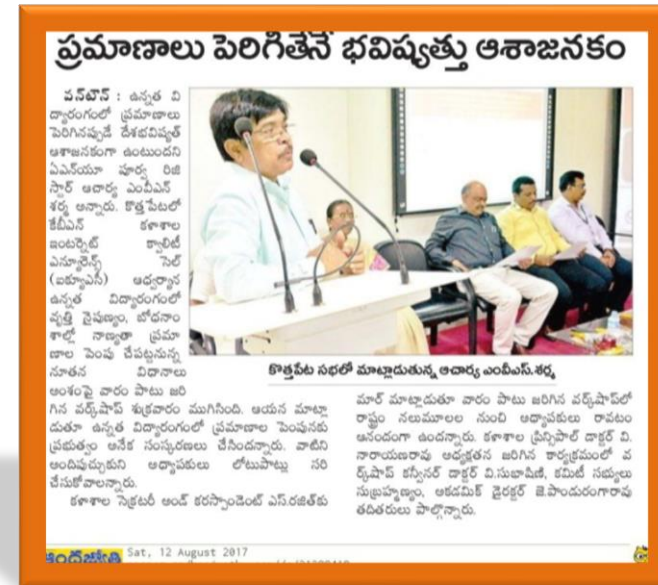 ప్రమాణాలు పెరిగితేనే భవిష్యత్తు ఆశాజనకం
వన్‌టౌన్ : ఉన్నత వి
ద్యారంగంలో ప్రమాణాలు
పెరిగినప్పుడే దేశభవిష్యత్
ఆశాజనకంగా ఉంటుందని
ఏఎన్‌యూ పూర్వ రిజి
స్ట్రార్ ఆచార్య ఎంవీఎన్
శర్మ అన్నారు. కొత్తపేటలో
కేబీఎన్ కళాశాల
ఇంటర్నెట్ క్వాలిటీ
ఎస్యూరెన్స్ సెల్
(ఐక్యూఏసీ) ఆధ్వర్యాన
ఉన్నత విద్యారంగంలో
వృత్తి నైపుణ్యం, బోధనాం
శాల్లో నాణ్యతా ప్రమా
ణాల పెంపు చేపట్టనున్న
నూతన విధానాలు
అంశంపై వారం పాటు జరి
గిన వర్క్‌షాప్ శుక్రవారం ముగిసింది. ఆయన మాట్లా
డుతూ ఉన్నత విద్యారంగంలో ప్రమాణాల పెంపునకు
ప్రభుత్వం అనేక సంస్కరణలు చేసిందన్నారు. వాటిని
అందిపుచ్చుకుని అధ్యాపకులు లోటుపాట్లు సరి
చేసుకోవాలన్నారు.
కళాశాల సెక్రటరీ అండ్ కరస్పాండెంట్ ఎస్.రజిత్‌కు
కొత్తపేట సభలో మాట్లాడుతున్న ఆచార్య ఎంవీఎస్.శర్మ
మార్ మాట్లాడుతూ వారం పాటు జరిగిన వర్క్‌షాప్‌లో
రాష్ట్రం నలుమూలల నుంచి అధ్యాపకులు రావటం
ఆనందంగా ఉందన్నారు. కళాశాల ప్రిన్సిపాల్ డాక్టర్ వి.
నారాయణరావు అధ్యక్షతన జరిగిన కార్యక్రమంలో వ
ర్క్‌షాప్ కన్వీనర్ డాక్టర్ వి.సుభాషిణి, కమిటీ సభ్యులు
సుబ్రహ్మణ్యం, అకడమిక్ డైరక్టర్ జె.పాండురంగారావు
తదితరులు పాల్గొన్నారు.
ఆంధ్రజ్యోతి Sat, 12 August 2017